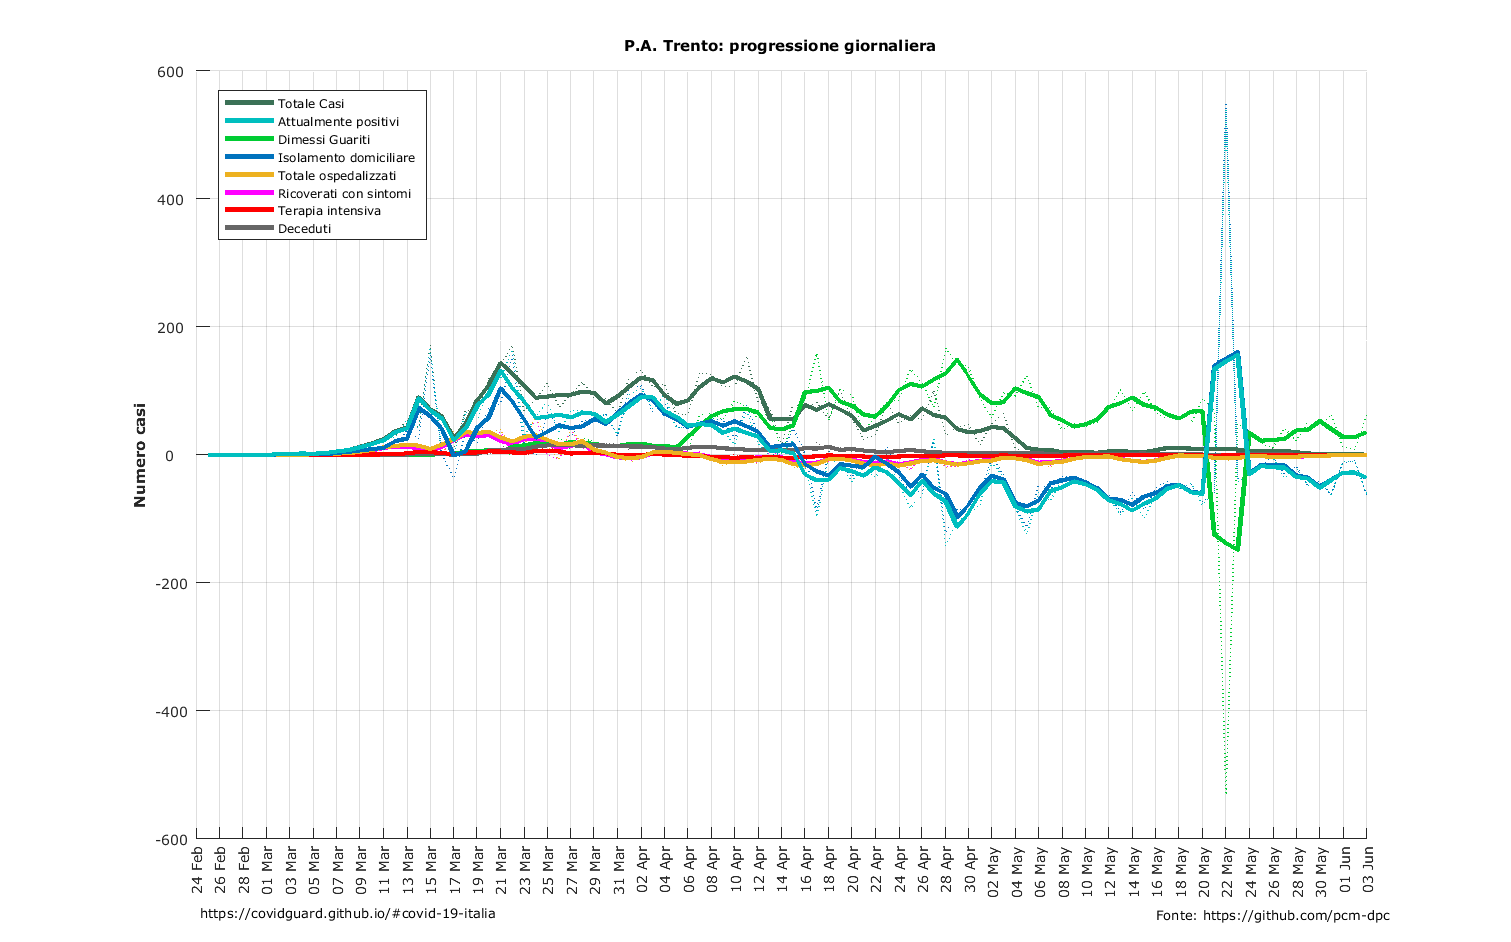 P.A. Trento: progressione giornaliera
Numero casi
600
400
200
0
-200
-400
-600
Totale Casi
Attualmente positivi
Dimessi Guariti
Isolamento domiciliare
Totale ospedalizzati
Ricoverati con sintomi
Terapia intensiva
Deceduti
24 Feb
26 Feb
28 Feb
01 Mar
03 Mar
05 Mar
07 Mar
09 Mar
11 Mar
13 Mar
15 Mar
17 Mar
19 Mar
21 Mar
23 Mar
25 Mar
27 Mar
29 Mar
31 Mar
02 Apr
04 Apr
06 Apr
08 Apr
10 Apr
12 Apr
14 Apr
16 Apr
18 Apr
20 Apr
22 Apr
24 Apr
26 Apr
28 Apr
30 Apr
02 May
04 May
06 May
08 May
10 May
12 May
14 May
16 May
18 May
20 May
22 May
24 May
26 May
28 May
30 May
01 Jun
03 Jun
https://covidguard.github.io/#covid-19-italia
Fonte: https://github.com/pcm-dpc